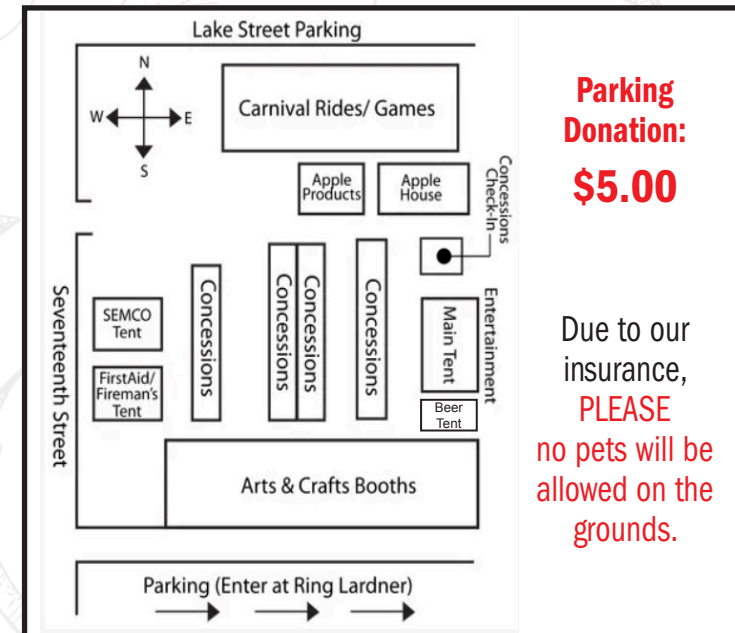 Lake Street Parking
N
W
E
S
Carnival Rides/ Games
Apple
Products
Apple
House
Concessions
Check-In
Seventeenth Street
SEMCO
Tent
FirstAid/
Fireman's
Tent
Concessions
Concessions
Concessions
Concessions
Main Tent
Entertainment
Beer
Tent
Arts & Crafts Booths
Parking (Enter at Ring Lardner)
Parking
Donation:
$5.00
Due to our
insurance,
PLEASE
no pets will be
allowed on the
grounds.